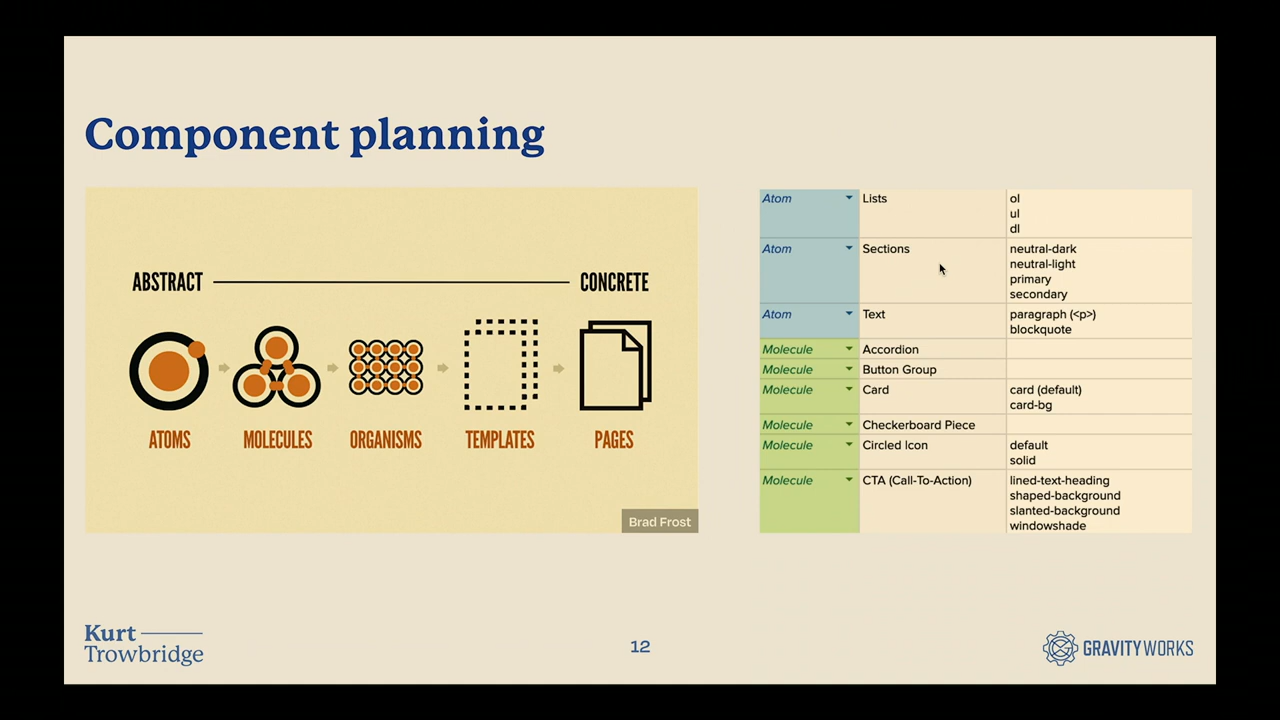 Component planning
ABSTRACT
CONCRETE
ATOMS
MOLECULES
ORGANISMS
TEMPLATES
PAGES
Brad Frost
Atom Lists ol
ul
dl
Atom Sections neutral-dark
neutral-light
primary
secondary
Atom Text paragraph (<p>)
blockquote
Molecule Accordion
Molecule Button Group
Molecule Card card (default)
card-bg
Molecule Checkerboard Piece
Molecule Circled Icon default
solid
Molecule CTA (Call-To-Action) lined-text-heading
shaped-background
slanted-background
windowshade
Kurt
Trowbridge
12
GRAVITYWORKS